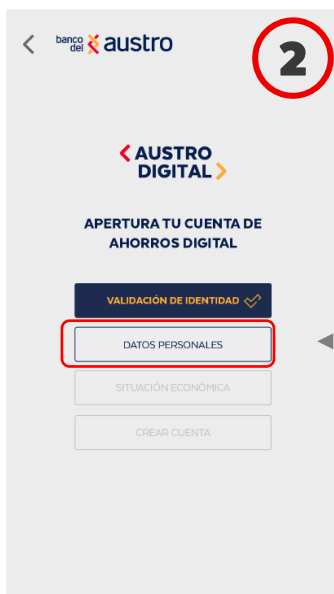 banco del austro
2
AUSTRO
DIGITAL
APERTURA TU CUENTA DE
AHORROS DIGITAL
VALIDACIÓN DE IDENTIDAD
DATOS PERSONALES
SITUACIÓN ECONÓMICA
CREAR CUENTA